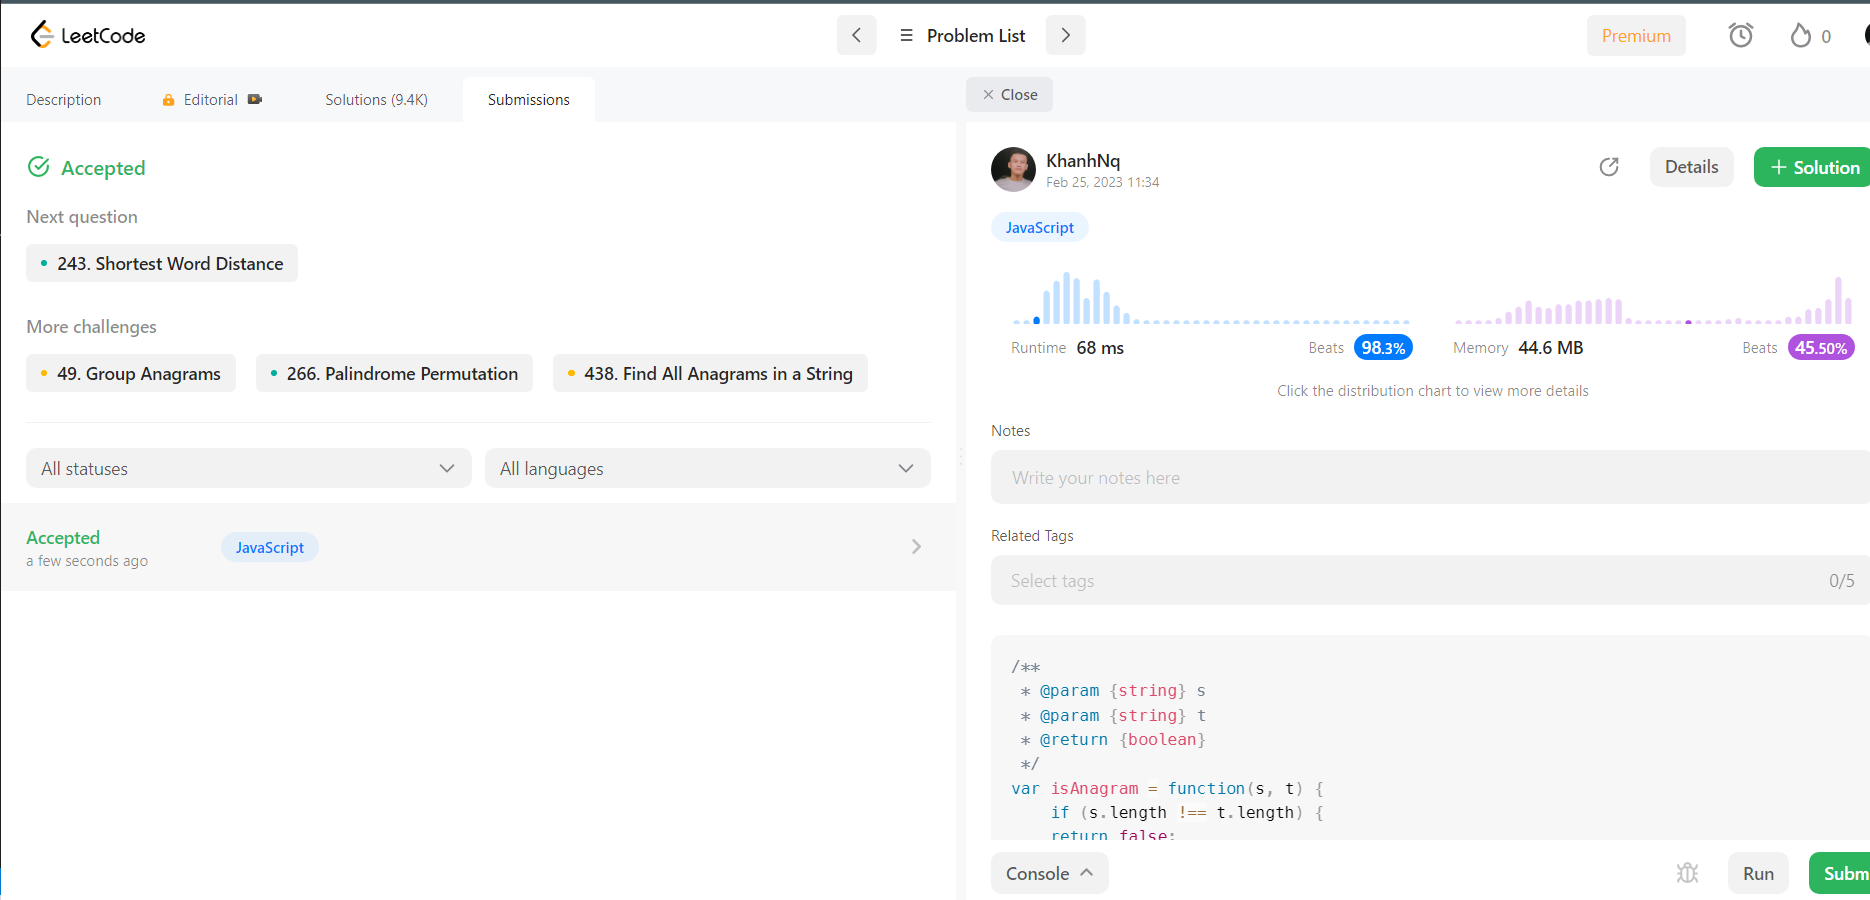 LeetCode
Problem List
Premium
0
Description
Editorial
Solutions (9.4K)
Submissions
Close
Accepted
Next question
243. Shortest Word Distance
More challenges
49. Group Anagrams
266. Palindrome Permutation
438. Find All Anagrams in a String
All statuses
All languages
Accepted
a few seconds ago
JavaScript
KhanhNq
Feb 25, 2023 11:34
Details
+ Solution
JavaScript
Runtime 68 ms
Beats 98.3%
Memory 44.6 MB
Beats 45.50%
Click the distribution chart to view more details
Notes
Write your notes here
Related Tags
Select tags
0/5
/**
 * @param {string} s
 * @param {string} t
 * @return {boolean}
 */
var isAnagram = function(s, t) {
    if (s.length !== t.length) {
    return false;
Console
Run
Subm